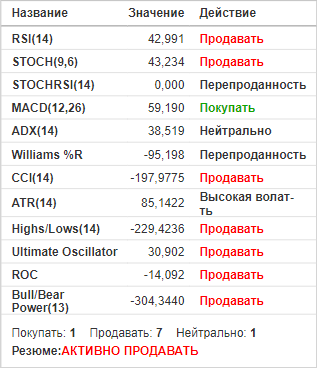 Название Значение Действие
RSI(14) 42,991 Продавать
STOCH(9,6) 43,234 Продавать
STOCHRSI(14) 0,000 Перепроданность
MACD(12,26) 59,190 Покупать
ADX(14) 38,519 Нейтрально
Williams %R -95,198 Перепроданность
CCI(14) -197,9775 Продавать
ATR(14) 85,1422 Высокая волат-
ть
Highs/Lows(14) -229,4236 Продавать
Ultimate Oscillator 30,902 Продавать
ROC -14,092 Продавать
Bull/Bear
Power(13) -304,3440 Продавать
Покупать: 1 Продавать: 7 Нейтрально: 1
Резюме:АКТИВНО ПРОДАВАТЬ